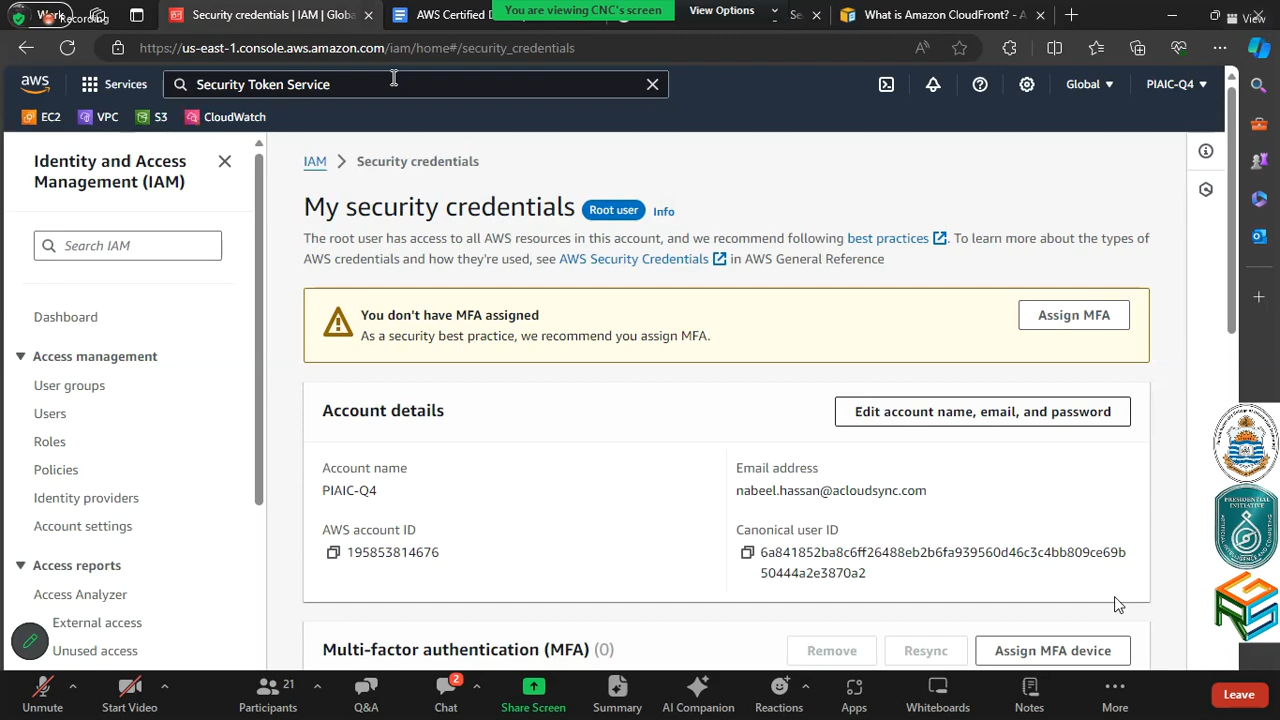 Work
Recording
Security credentials | IAM | Globa
AWS Certified D
You are viewing CNC's screen
View Options
Se
What is Amazon CloudFront? - A
View
https://us-east-1.console.aws.amazon.com/iam/home#/security_credentials
aws
Services
Security Token Service
Global
PIAIC-Q4
EC2
VPC
S3
CloudWatch
Identity and Access
Management (IAM)
Search IAM
Dashboard
Access management
User groups
Users
Roles
Policies
Identity providers
Account settings
Access reports
Access Analyzer
External access
Unused access
IAM
Security credentials
My security credentials
Root user
Info
The root user has access to all AWS resources in this account, and we recommend following best practices. To learn more about the types of
AWS credentials and how they're used, see AWS Security Credentials in AWS General Reference
You don't have MFA assigned
As a security best practice, we recommend you assign MFA.
Assign MFA
Account details
Edit account name, email, and password
Account name
PIAIC-Q4
Email address
nabeel.hassan@acloudsync.com
AWS account ID
195853814676
Canonical user ID
6a841852ba8c6ff26488eb2b6fa939560d46c3c4bb809ce69b
50444a2e3870a2
Multi-factor authentication (MFA) (0)
Remove
Resync
Assign MFA device
Unmute
Start Video
21
Participants
Q&A
2
Chat
Share Screen
Summary
AI Companion
Reactions
Apps
Whiteboards
Notes
More
Leave